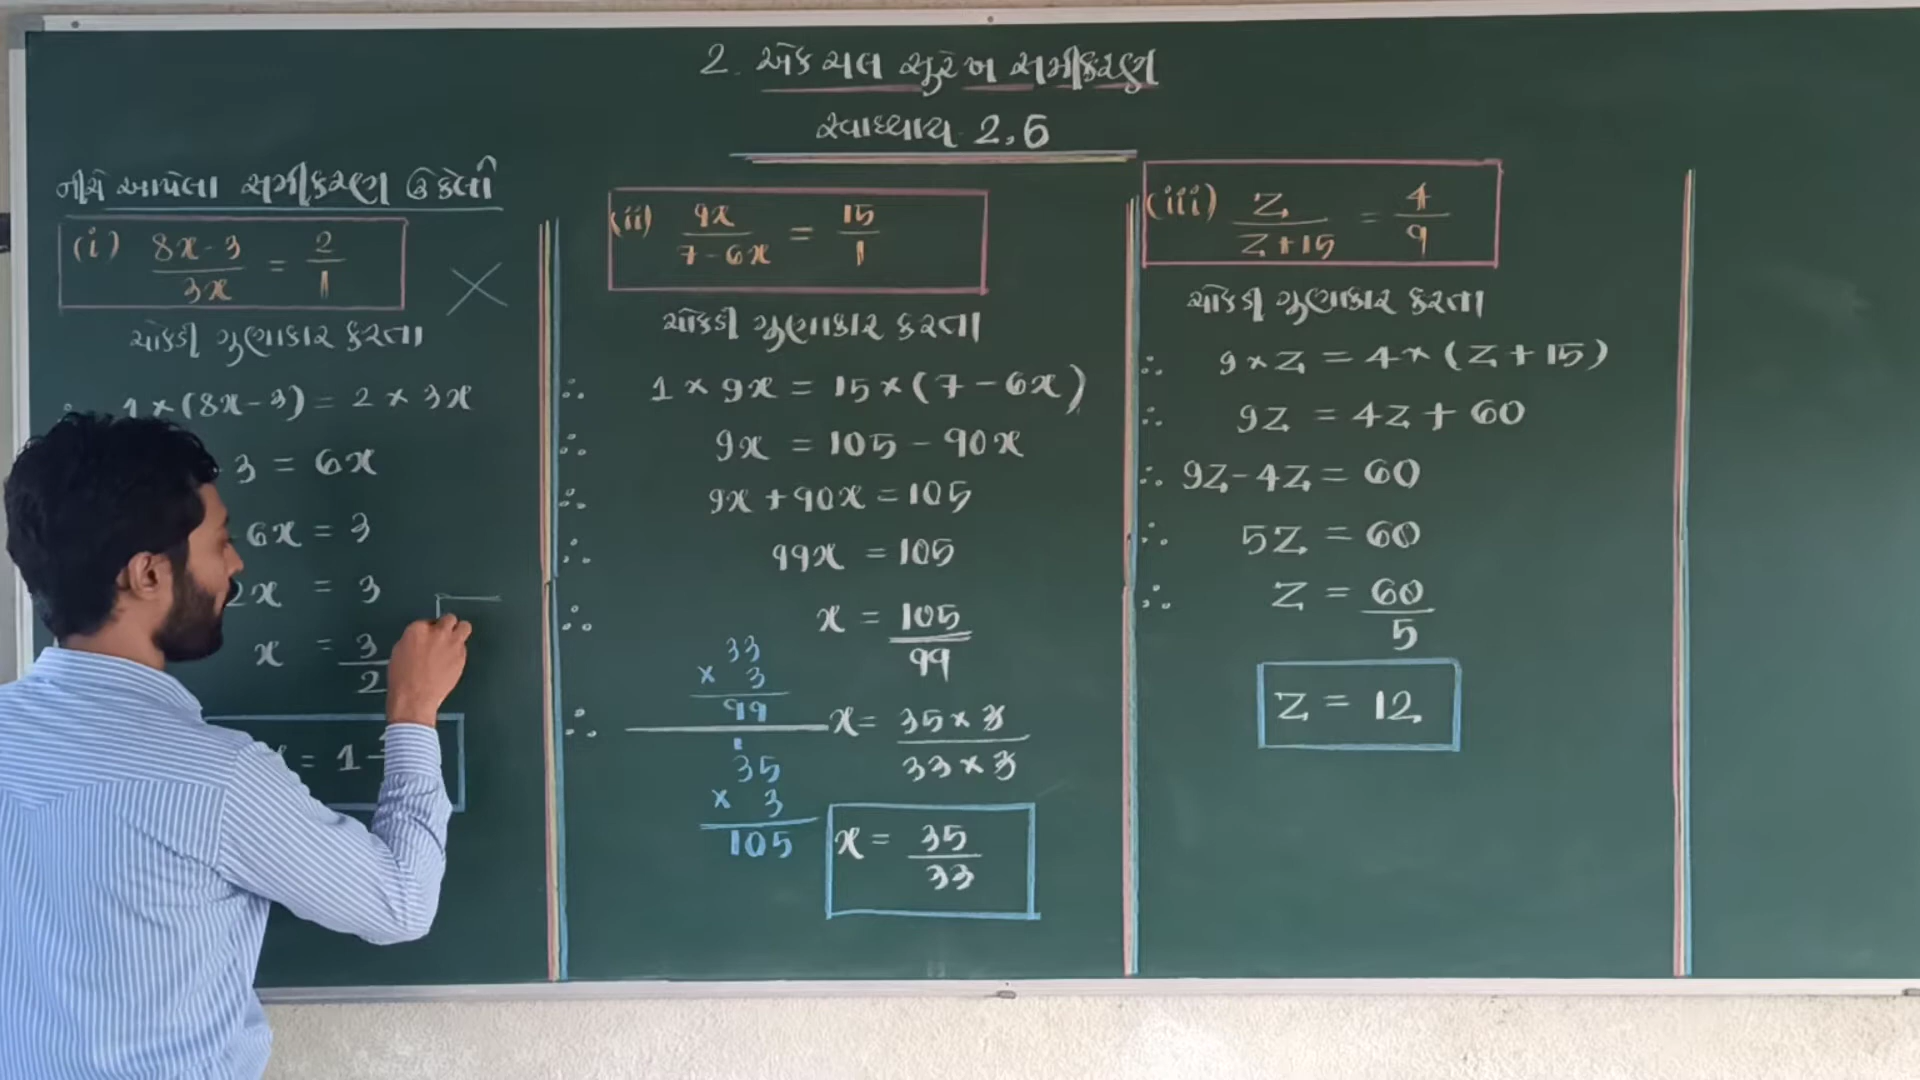 2. એક ચલ સુરેખ સમીકરણ
સ્વાધ્યાય 2.6
નીચે આપેલા સમીકરણ ઉકેલો
(i) 8x-3/3x = 2/1
ચોકડી ગુણાકાર કરતા
1 × (8x-3) = 2 × 3x
3 = 6x
6x = 3
2x = 3
x = 3/2
= 1
(ii) 9x/7-6x = 15/1
ચોકડી ગુણાકાર કરતા
∴ 1 × 9x = 15 × (7 - 6x)
∴ 9x = 105 - 90x
∴ 9x + 90x = 105
∴ 99x = 105
∴ x = 105/99
33
× 3
99
∴ x = 35 × 3/33 × 3
1
35
× 3
105
x = 35/33
(iii) z/z+15 = 4/9
ચોકડી ગુણાકાર કરતા
∴ 9 × z = 4 × (z + 15)
∴ 9z = 4z + 60
∴ 9z - 4z = 60
∴ 5z = 60
∴ z = 60/5
z = 12